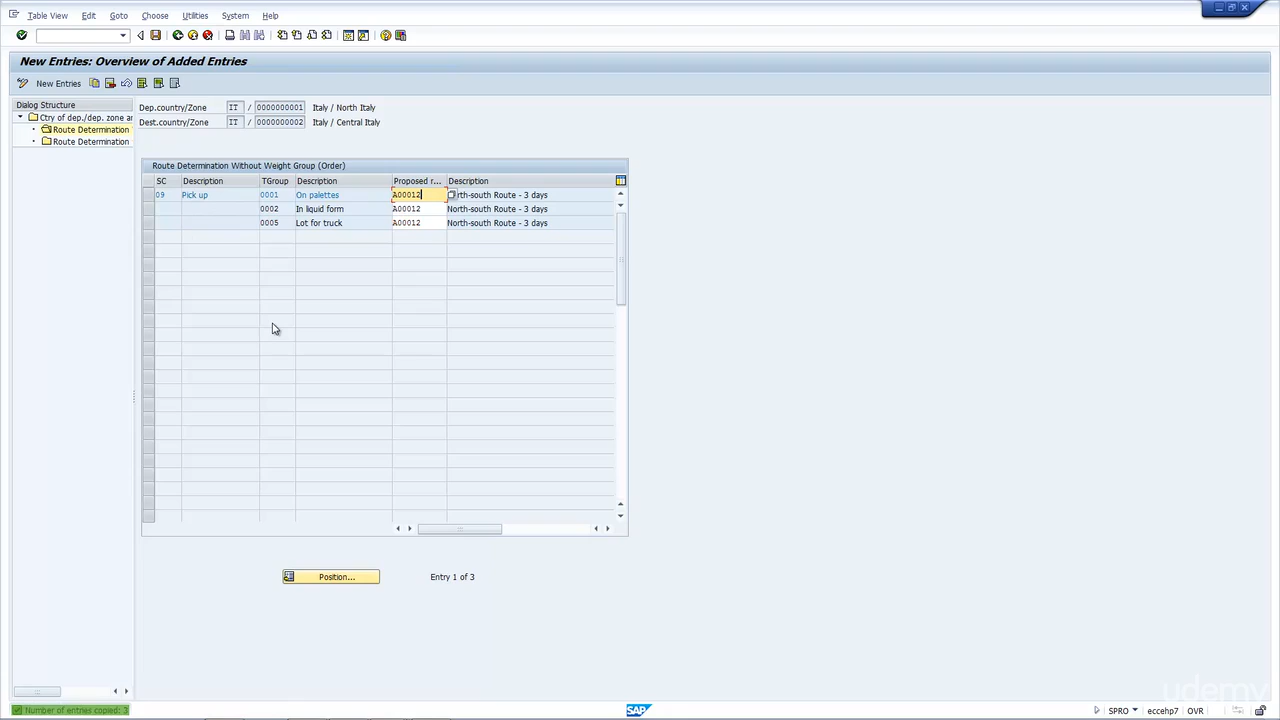 Table View Edit Goto Choose Utilities System Help
New Entries: Overview of Added Entries
New Entries
Dialog Structure
Ctry of dep./dep. zone ar
Route Determination
Route Determination
Dep.country/Zone IT / 0000000001 Italy / North Italy
Dest.country/Zone IT / 0000000002 Italy / Central Italy
Route Determination Without Weight Group (Order)
SC Description TGroup Description Proposed r... Description
09 Pick up 0001 On palettes A00012 rth-south Route - 3 days
0002 In liquid form A00012 North-south Route - 3 days
0005 Lot for truck A00012 North-south Route - 3 days
Position... Entry 1 of 3
udemy
Number of entries copied: 3
SAP
SPRO eccehp7 OVR